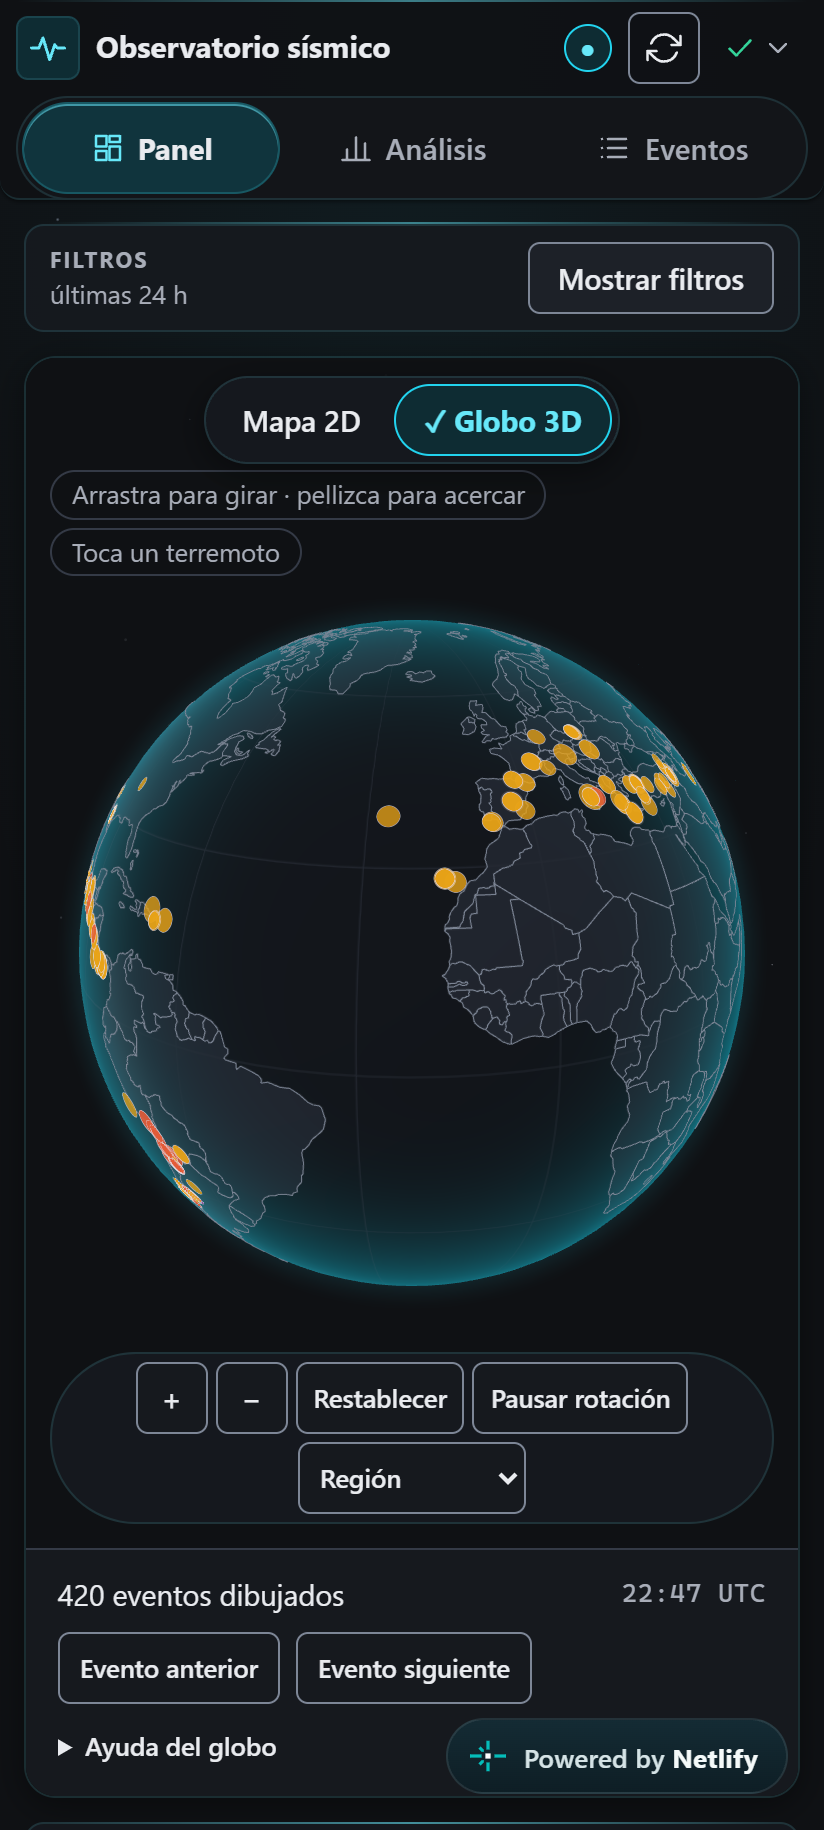 Observatorio sísmico
Panel
Análisis
Eventos
FILTROS
últimas 24 h
Mostrar filtros
Mapa 2D
✓ Globo 3D
Arrastra para girar · pellizca para acercar
Toca un terremoto
+
−
Restablecer
Pausar rotación
Región
420 eventos dibujados
22:47 UTC
Evento anterior
Evento siguiente
▶ Ayuda del globo
Powered by Netlify